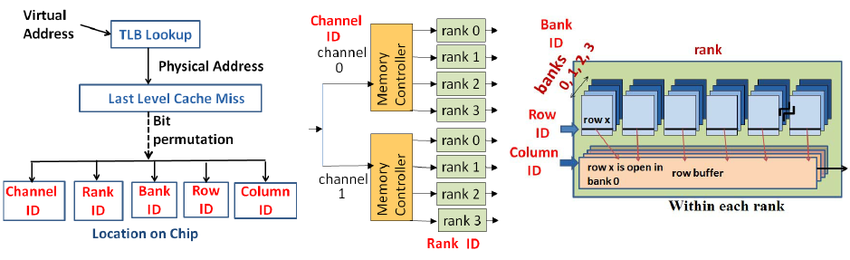 Virtual
Address
TLB Lookup
Physical Address
Last Level Cache Miss
Bit
permutation
Channel
ID
Rank
ID
Bank
ID
Row
ID
Column
ID
Location on Chip
Channel
ID
channel
0
Memory
Controller
rank 0
rank 1
rank 2
rank 3
channel
1
Memory
Controller
rank 0
rank 1
rank 2
rank 3
Rank ID
Bank
ID
banks
0, 1, 2, 3
rank
Row
ID
row x
Column
ID
row x is open in
bank 0
row buffer
Within each rank